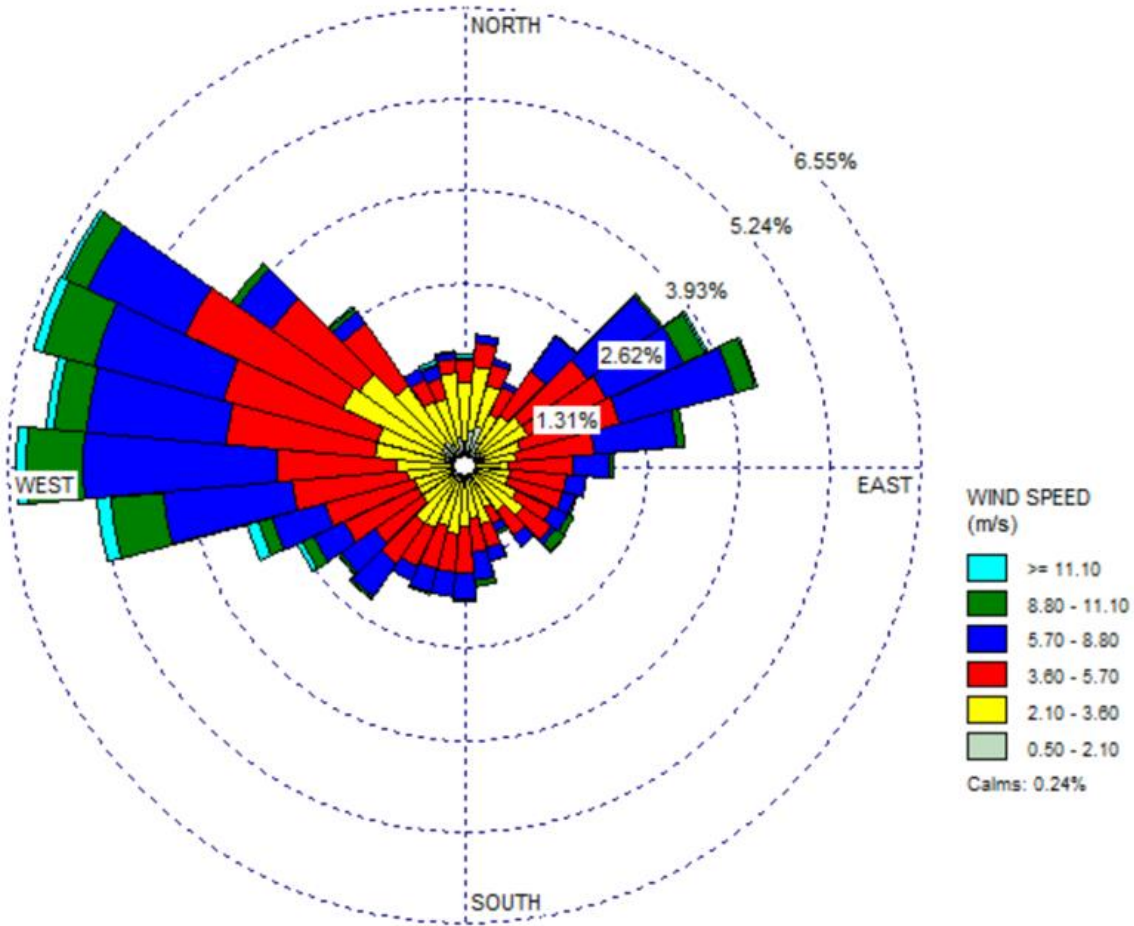 NORTH
6.55%
5.24%
3.93%
2.62%
1.31%
WEST
EAST
SOUTH
WIND SPEED
(m/s)
>= 11.10
8.80 - 11.10
5.70 - 8.80
3.60 - 5.70
2.10 - 3.60
0.50 - 2.10
Calms: 0.24%